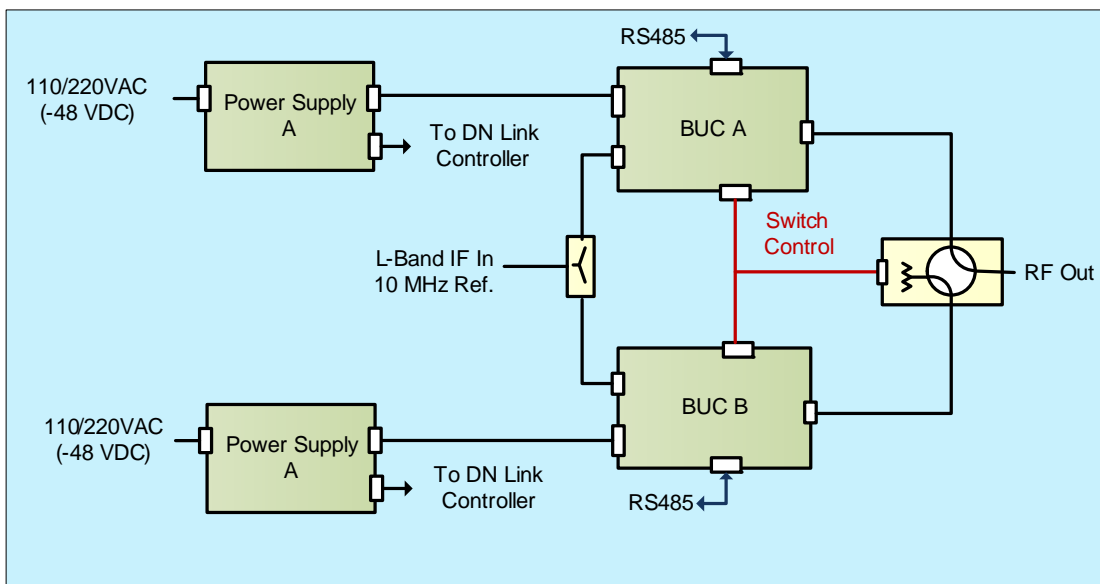 RS485
110/220VAC
(-48 VDC)
Power Supply
A
To DN Link
Controller
BUC A
Switch
Control
L-Band IF In
10 MHz Ref.
RF Out
BUC B
110/220VAC
(-48 VDC)
Power Supply
A
To DN Link
Controller
RS485